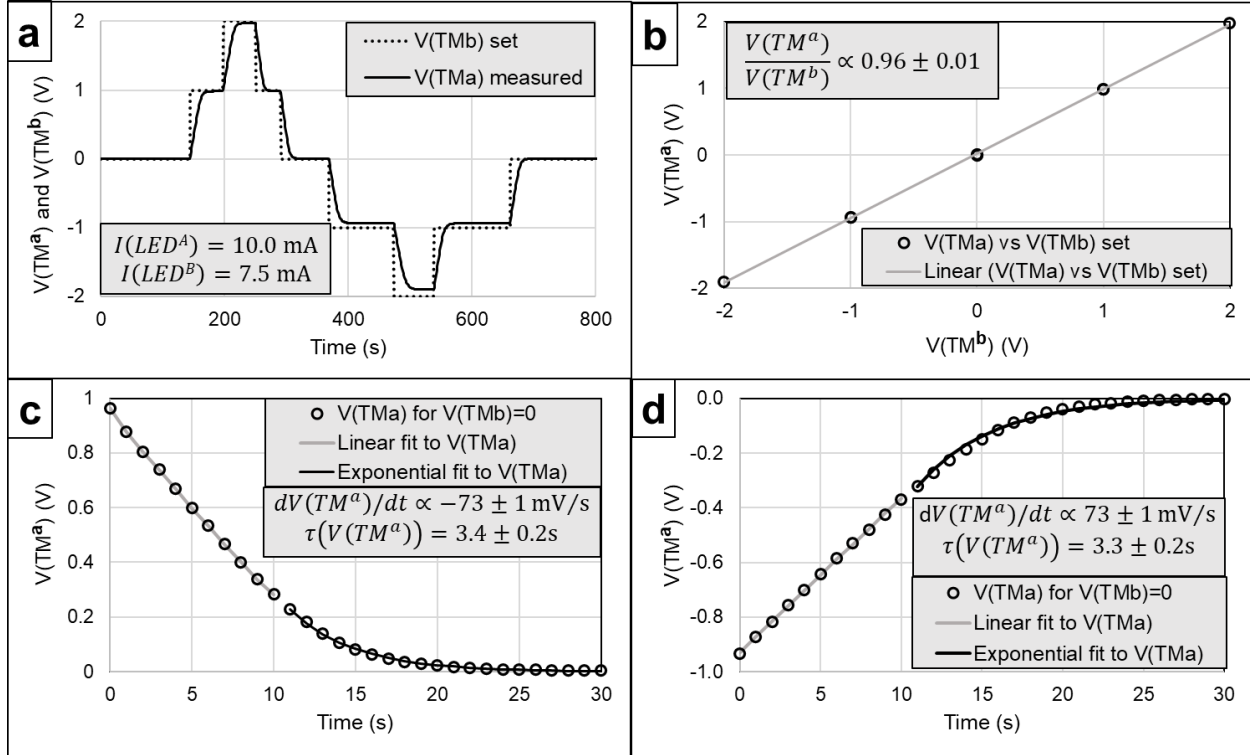 a
V(TMb) set
V(TMa) measured
I(LED^A) = 10.0 mA
I(LED^B) = 7.5 mA
V(TM^a) and V(TM^b) (V)
2
1
0
-1
-2
0 200 400 600 800
Time (s)
b
V(TM^a)
V(TM^b)
∝ 0.96 ± 0.01
V(TMa) vs V(TMb) set
Linear (V(TMa) vs V(TMb) set)
V(TM^a) (V)
2
1
0
-1
-2
-2 -1 0 1 2
V(TM^b) (V)
c
V(TMa) for V(TMb)=0
Linear fit to V(TMa)
Exponential fit to V(TMa)
dV(TM^a)/dt ∝ −73 ± 1 mV/s
τ(V(TM^a)) = 3.4 ± 0.2s
V(TM^a) (V)
1
0.8
0.6
0.4
0.2
0
0 5 10 15 20 25 30
Time (s)
d
dV(TM^a)/dt ∝ 73 ± 1 mV/s
τ(V(TM^a)) = 3.3 ± 0.2s
V(TMa) for V(TMb)=0
Linear fit to V(TMa)
Exponential fit to V(TMa)
V(TM^a) (V)
0.0
-0.2
-0.4
-0.6
-0.8
-1.0
0 5 10 15 20 25 30
Time (s)